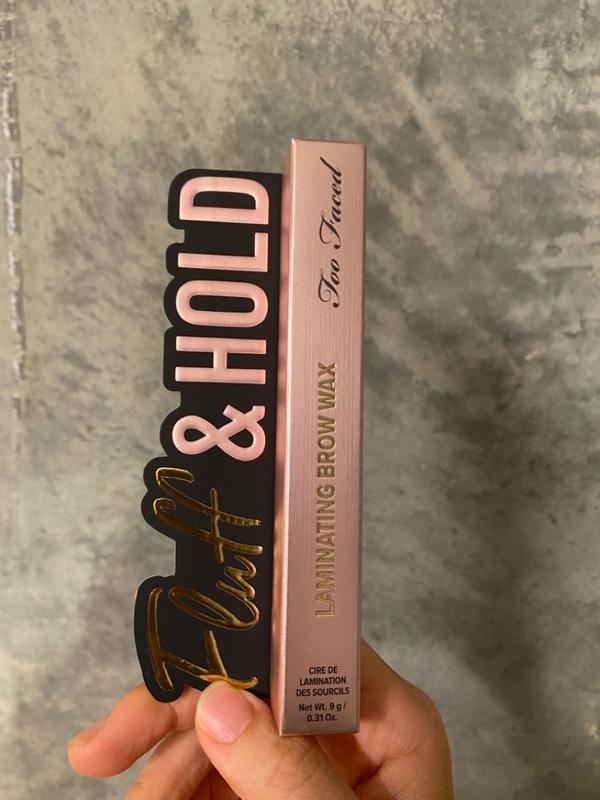 Fluff & HOLD
Too Faced
LAMINATING BROW WAX
CIRE DE
LAMINATION
DES SOURCILS
Net Wt. 9 g /
0.31 Oz.